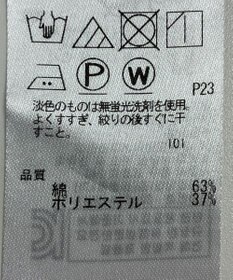 P W P23
淡色のものは無蛍光洗剤を使用。
よくすすぎ、絞りの後すぐに干
すこと。
101
品質
綿 63%
ポリエステル 37%